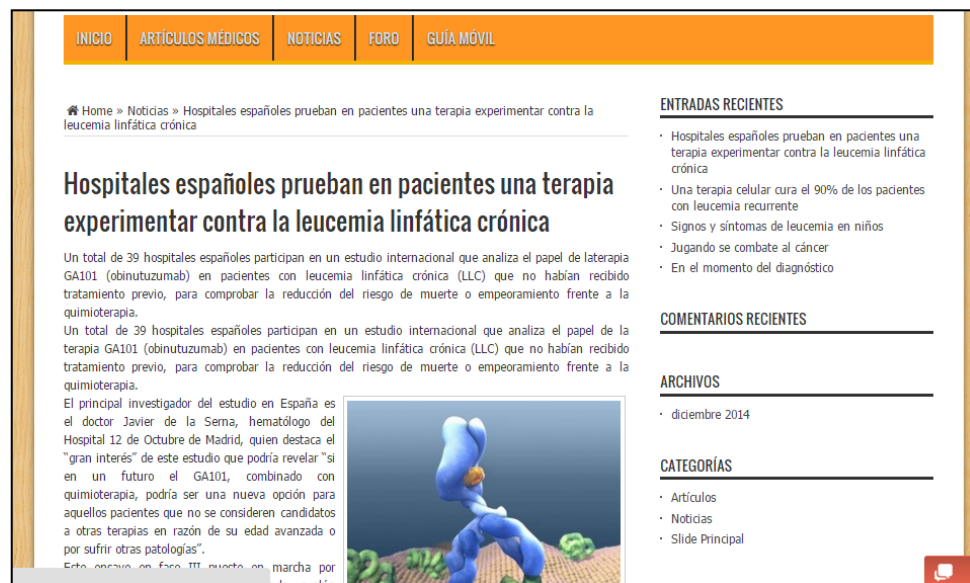 INICIO ARTÍCULOS MÉDICOS NOTICIAS FORO GUÍA MÓVIL
Home » Noticias » Hospitales españoles prueban en pacientes una terapia experimentar contra la
leucemia linfática crónica
Hospitales españoles prueban en pacientes una terapia
experimentar contra la leucemia linfática crónica
Un total de 39 hospitales españoles participan en un estudio internacional que analiza el papel de laterapia
GA101 (obinutuzumab) en pacientes con leucemia linfática crónica (LLC) que no habían recibido
tratamiento previo, para comprobar la reducción del riesgo de muerte o empeoramiento frente a la
quimioterapia.
Un total de 39 hospitales españoles participan en un estudio internacional que analiza el papel de la
terapia GA101 (obinutuzumab) en pacientes con leucemia linfática crónica (LLC) que no habían recibido
tratamiento previo, para comprobar la reducción del riesgo de muerte o empeoramiento frente a la
quimioterapia.
El principal investigador del estudio en España es
el doctor Javier de la Serna, hematólogo del
Hospital 12 de Octubre de Madrid, quien destaca el
"gran interés" de este estudio que podría revelar "si
en un futuro el GA101, combinado con
quimioterapia, podría ser una nueva opción para
aquellos pacientes que no se consideren candidatos
a otras terapias en razón de su edad avanzada o
por sufrir otras patologías".
Este ensayo en fase III puesto en marcha por
ENTRADAS RECIENTES
· Hospitales españoles prueban en pacientes una
terapia experimentar contra la leucemia linfática
crónica
· Una terapia celular cura el 90% de los pacientes
con leucemia recurrente
· Signos y síntomas de leucemia en niños
· Jugando se combate al cáncer
· En el momento del diagnóstico
COMENTARIOS RECIENTES
ARCHIVOS
· diciembre 2014
CATEGORÍAS
· Artículos
· Noticias
· Slide Principal